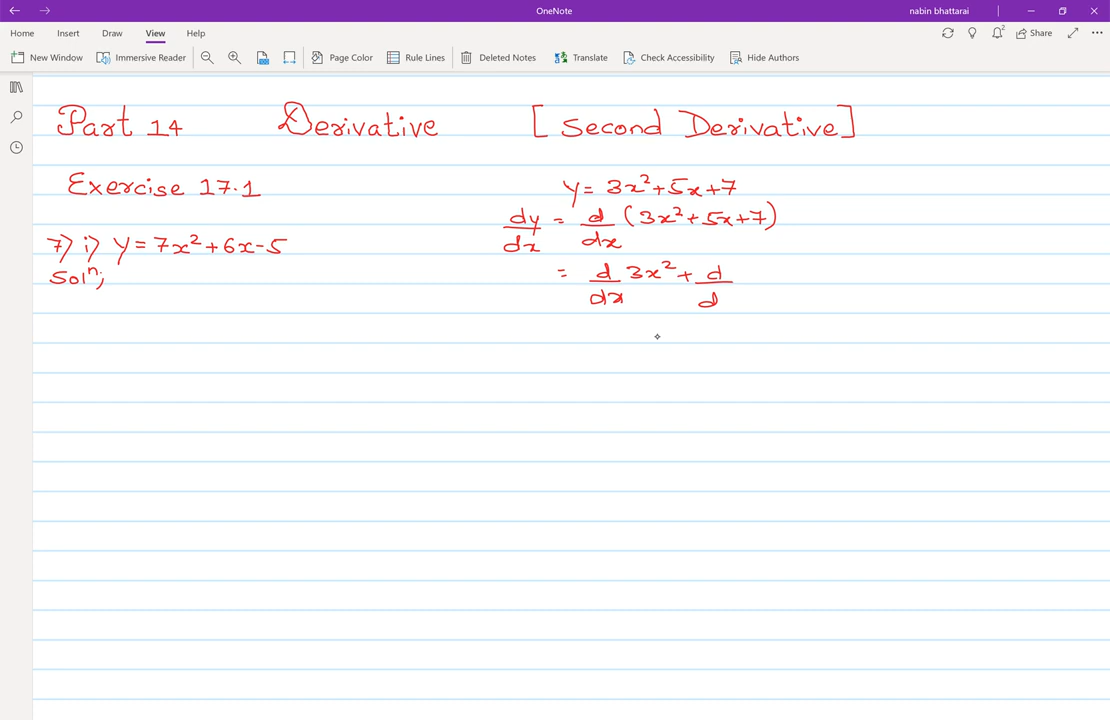 OneNote
nabin bhattarai
Home Insert Draw View Help
2
Share
New Window Immersive Reader Page Color Rule Lines Deleted Notes Translate Check Accessibility Hide Authors
Part 14 Derivative [Second Derivative]
Exercise 17.1
7) i) y = 7x² + 6x - 5
Solⁿ;
y = 3x² + 5x + 7
dy/dx = d/dx (3x² + 5x + 7)
= d/dx 3x² + d/d